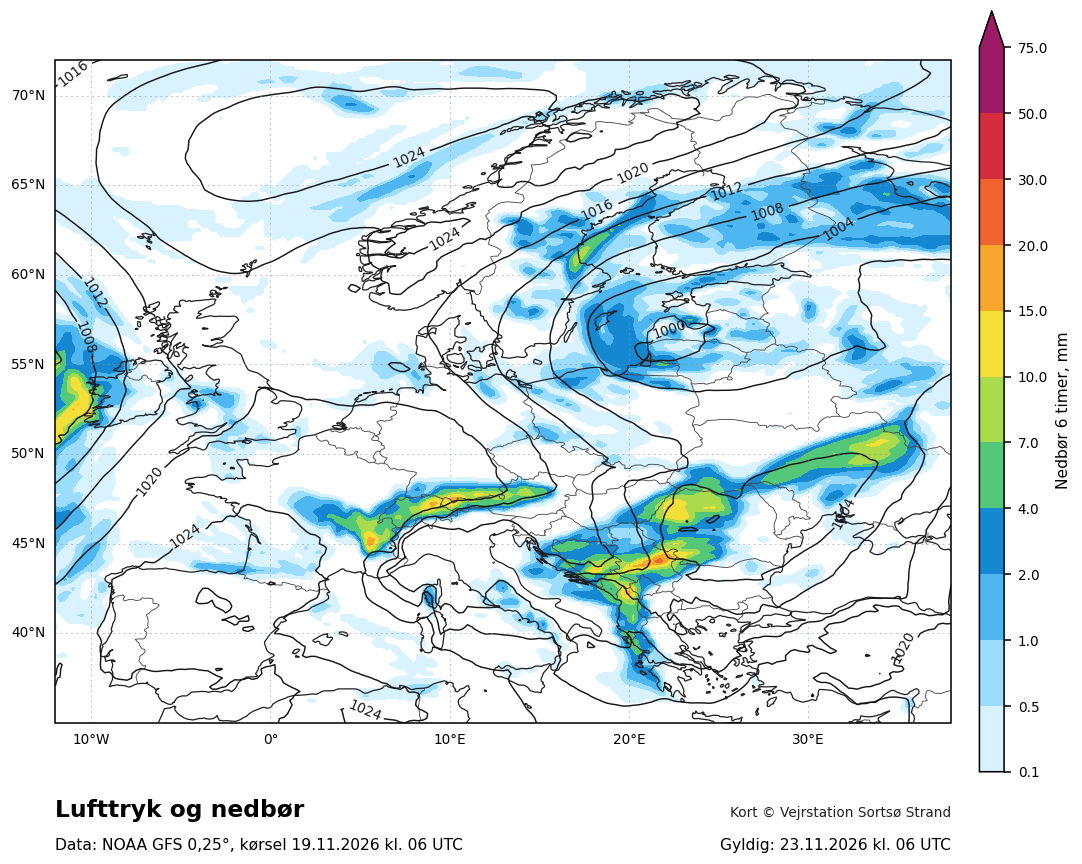 75.0
50.0
30.0
20.0
15.0
10.0
7.0
4.0
2.0
1.0
0.5
0.1
Nedbør 6 timer, mm
70°N
65°N
60°N
55°N
50°N
45°N
40°N
10°W
0°
10°E
20°E
30°E
1016
1024
1020
1016
1012
1008
1004
1024
1012
1008
1000
1020
1024
1004
1020
1024
Lufttryk og nedbør
Kort © Vejrstation Sortsø Strand
Data: NOAA GFS 0,25°, kørsel 19.11.2026 kl. 06 UTC
Gyldig: 23.11.2026 kl. 06 UTC